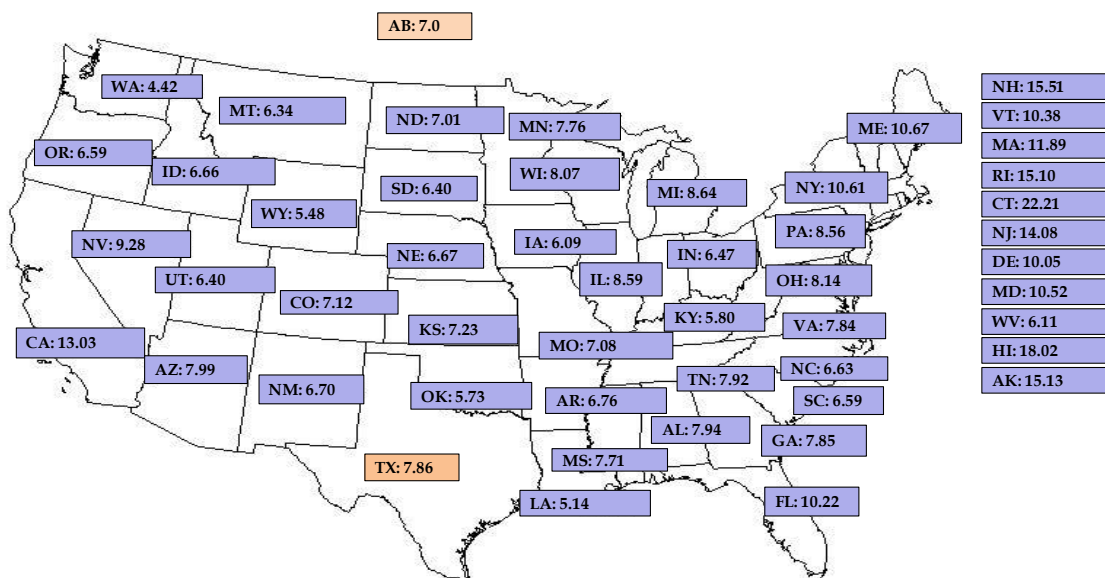 AB: 7.0
WA: 4.42
MT: 6.34
ND: 7.01
MN: 7.76
ME: 10.67
OR: 6.59
ID: 6.66
WI: 8.07
SD: 6.40
MI: 8.64
NY: 10.61
WY: 5.48
NV: 9.28
NE: 6.67
IA: 6.09
IN: 6.47
PA: 8.56
UT: 6.40
CO: 7.12
IL: 8.59
OH: 8.14
KS: 7.23
KY: 5.80
VA: 7.84
CA: 13.03
MO: 7.08
AZ: 7.99
NM: 6.70
TN: 7.92
NC: 6.63
OK: 5.73
AR: 6.76
SC: 6.59
AL: 7.94
GA: 7.85
TX: 7.86
MS: 7.71
LA: 5.14
FL: 10.22
NH: 15.51
VT: 10.38
MA: 11.89
RI: 15.10
CT: 22.21
NJ: 14.08
DE: 10.05
MD: 10.52
WV: 6.11
HI: 18.02
AK: 15.13